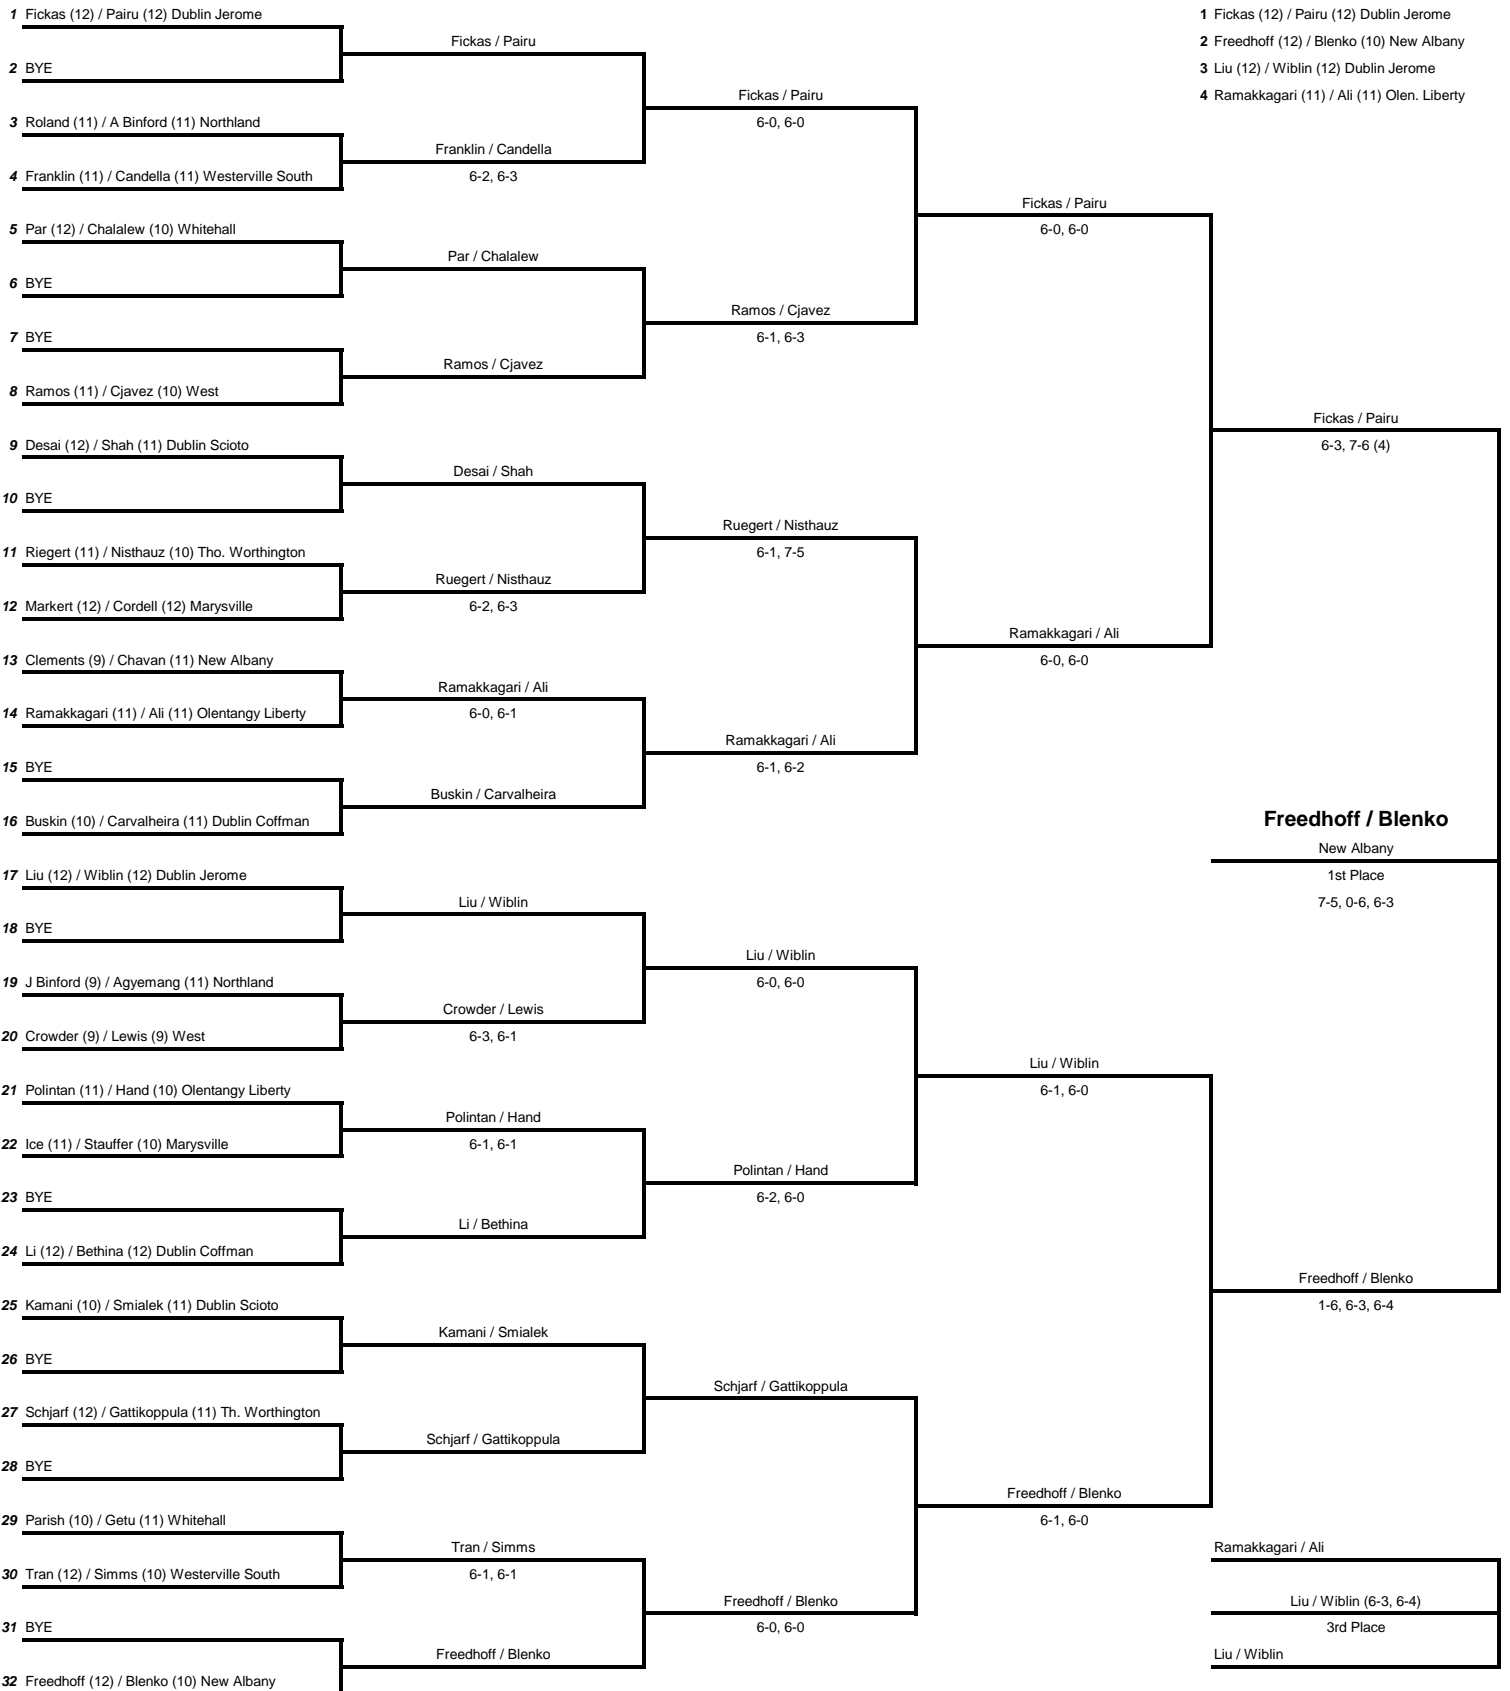 1 Fickas (12) / Pairu (12) Dublin Jerome
2 BYE
3 Roland (11) / A Binford (11) Northland
4 Franklin (11) / Candella (11) Westerville South
5 Par (12) / Chalalew (10) Whitehall
6 BYE
7 BYE
8 Ramos (11) / Cjavez (10) West
9 Desai (12) / Shah (11) Dublin Scioto
10 BYE
11 Riegert (11) / Nisthauz (10) Tho. Worthington
12 Markert (12) / Cordell (12) Marysville
13 Clements (9) / Chavan (11) New Albany
14 Ramakkagari (11) / Ali (11) Olentangy Liberty
15 BYE
16 Buskin (10) / Carvalheira (11) Dublin Coffman
17 Liu (12) / Wiblin (12) Dublin Jerome
18 BYE
19 J Binford (9) / Agyemang (11) Northland
20 Crowder (9) / Lewis (9) West
21 Polintan (11) / Hand (10) Olentangy Liberty
22 Ice (11) / Stauffer (10) Marysville
23 BYE
24 Li (12) / Bethina (12) Dublin Coffman
25 Kamani (10) / Smialek (11) Dublin Scioto
26 BYE
27 Schjarf (12) / Gattikoppula (11) Th. Worthington
28 BYE
29 Parish (10) / Getu (11) Whitehall
30 Tran (12) / Simms (10) Westerville South
31 BYE
32 Freedhoff (12) / Blenko (10) New Albany
Fickas / Pairu
Franklin / Candella
6-2, 6-3
Par / Chalalew
Ramos / Cjavez
Desai / Shah
Ruegert / Nisthauz
6-2, 6-3
Ramakkagari / Ali
6-0, 6-1
Buskin / Carvalheira
Liu / Wiblin
Crowder / Lewis
6-3, 6-1
Polintan / Hand
6-1, 6-1
Li / Bethina
Kamani / Smialek
Schjarf / Gattikoppula
Tran / Simms
6-1, 6-1
Freedhoff / Blenko
Fickas / Pairu
6-0, 6-0
Ramos / Cjavez
6-1, 6-3
Ruegert / Nisthauz
6-1, 7-5
Ramakkagari / Ali
6-1, 6-2
Liu / Wiblin
6-0, 6-0
Polintan / Hand
6-2, 6-0
Schjarf / Gattikoppula
Freedhoff / Blenko
6-0, 6-0
Fickas / Pairu
6-0, 6-0
Ramakkagari / Ali
6-0, 6-0
Liu / Wiblin
6-1, 6-0
Freedhoff / Blenko
6-1, 6-0
1 Fickas (12) / Pairu (12) Dublin Jerome
2 Freedhoff (12) / Blenko (10) New Albany
3 Liu (12) / Wiblin (12) Dublin Jerome
4 Ramakkagari (11) / Ali (11) Olen. Liberty
Fickas / Pairu
6-3, 7-6 (4)
Freedhoff / Blenko
New Albany
1st Place
7-5, 0-6, 6-3
Freedhoff / Blenko
1-6, 6-3, 6-4
Ramakkagari / Ali
Liu / Wiblin (6-3, 6-4)
3rd Place
Liu / Wiblin